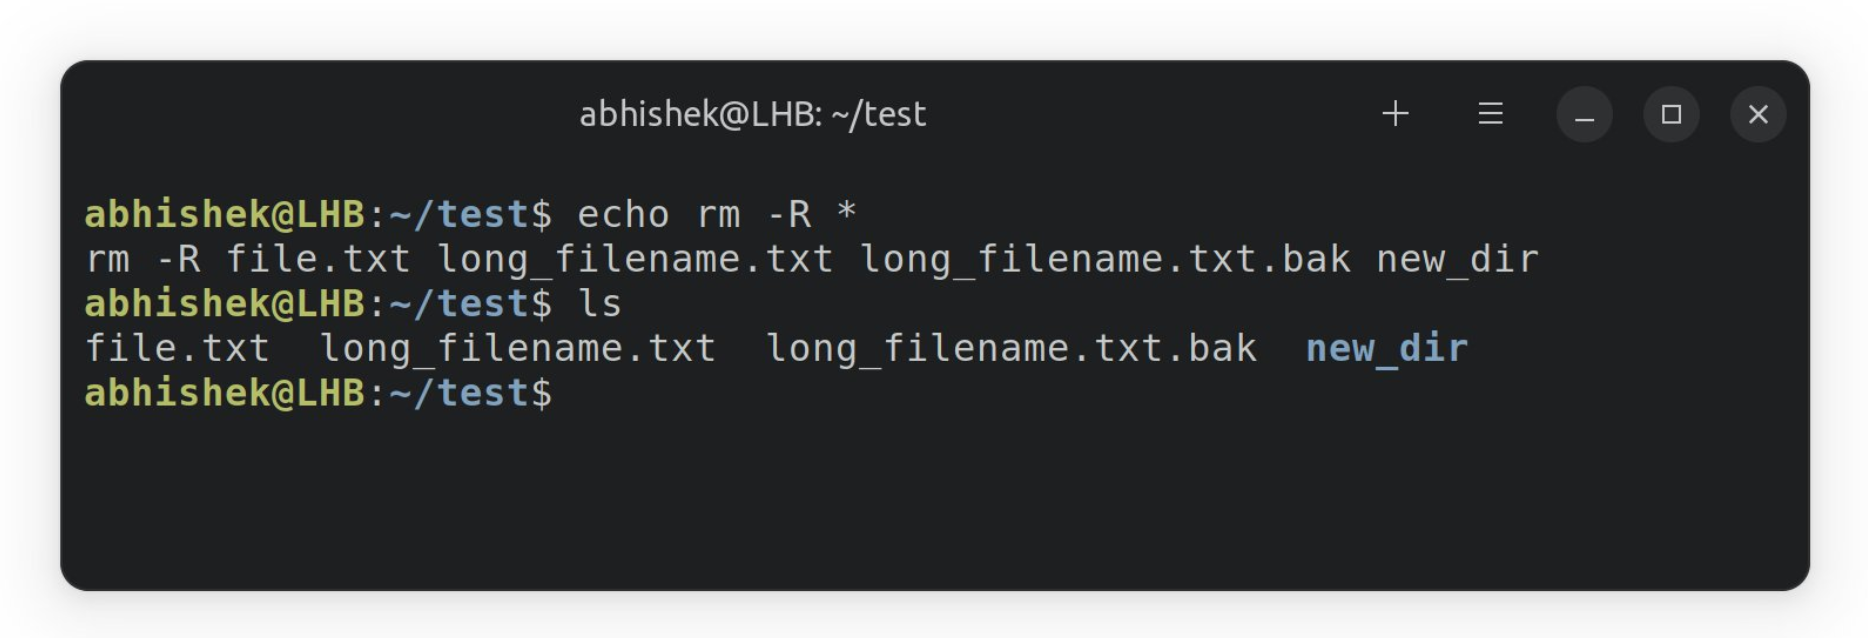 abhishek@LHB: ~/test
abhishek@LHB:~/test$ echo rm -R *
rm -R file.txt long_filename.txt long_filename.txt.bak new_dir
abhishek@LHB:~/test$ ls
file.txt  long_filename.txt  long_filename.txt.bak  new_dir
abhishek@LHB:~/test$